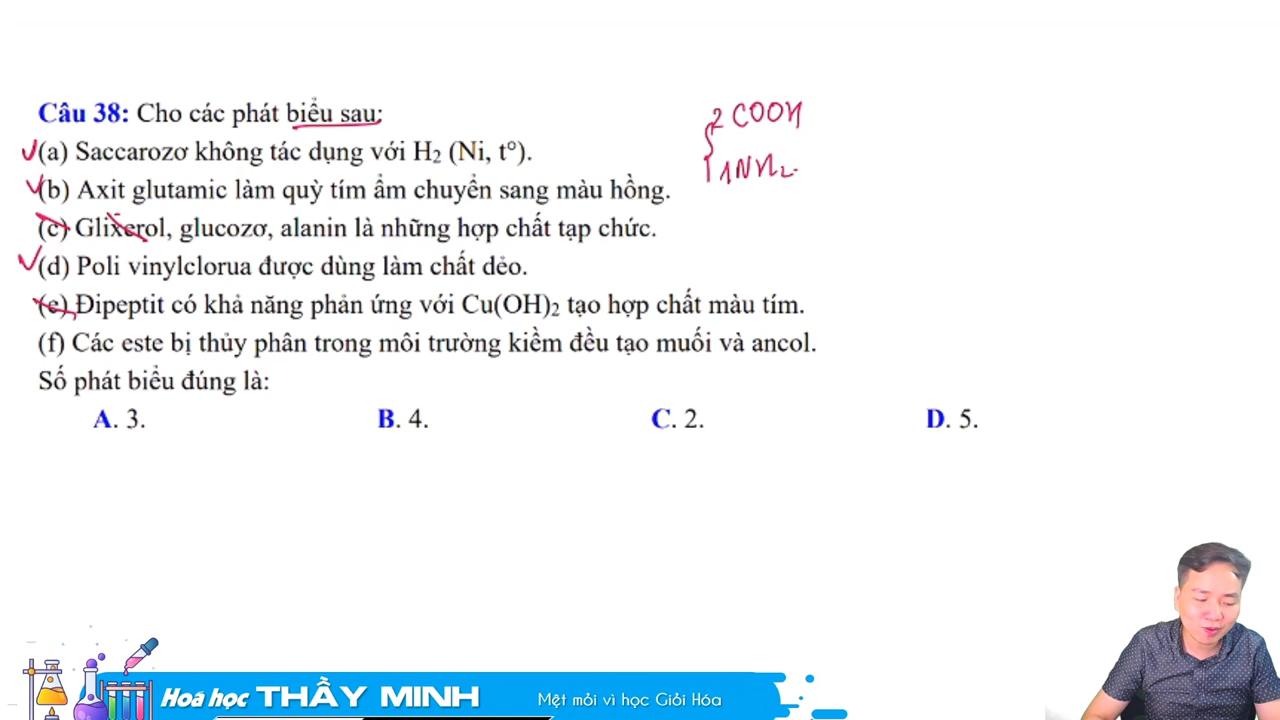 Câu 38: Cho các phát biểu sau:
2 COOH
(a) Saccarozơ không tác dụng với H₂ (Ni, t°).
1 NH₂
(b) Axit glutamic làm quỳ tím ẩm chuyển sang màu hồng.
(c) Glixerol, glucozơ, alanin là những hợp chất tạp chức.
(d) Poli vinylclorua được dùng làm chất dẻo.
(e) Đipeptit có khả năng phản ứng với Cu(OH)₂ tạo hợp chất màu tím.
(f) Các este bị thủy phân trong môi trường kiềm đều tạo muối và ancol.
Số phát biểu đúng là:
A. 3. B. 4. C. 2. D. 5.
Hoá học THẦY MINH Mệt mỏi vì học Giỏi Hóa